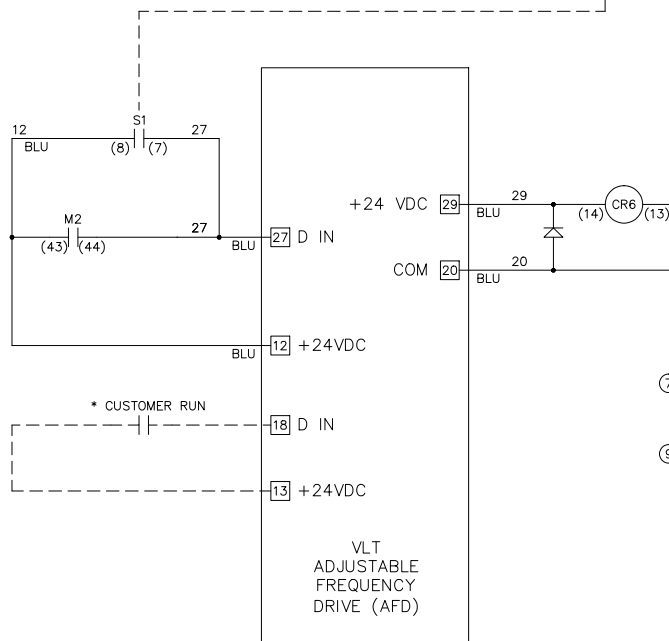 S1
12
27
BLU
(8)
(7)
M2
27
(43)
(44)
BLU
27
D IN
BLU
12
+24VDC
* CUSTOMER RUN
18
D IN
13
+24VDC
+24 VDC
29
BLU
29
(14)
CR6
(13)
COM
20
BLU
20
VLT
ADJUSTABLE
FREQUENCY
DRIVE (AFD)